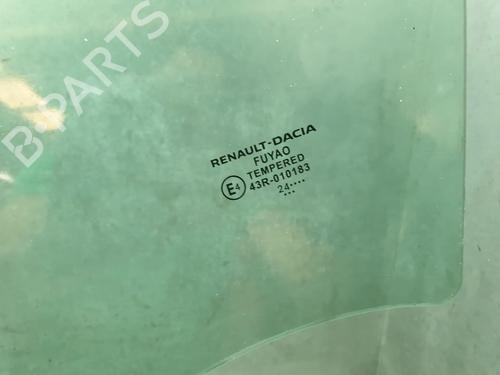 B-PARTS
RENAULT-DACIA
FUYAO
TEMPERED
E4 43R-010183
24••••
•••